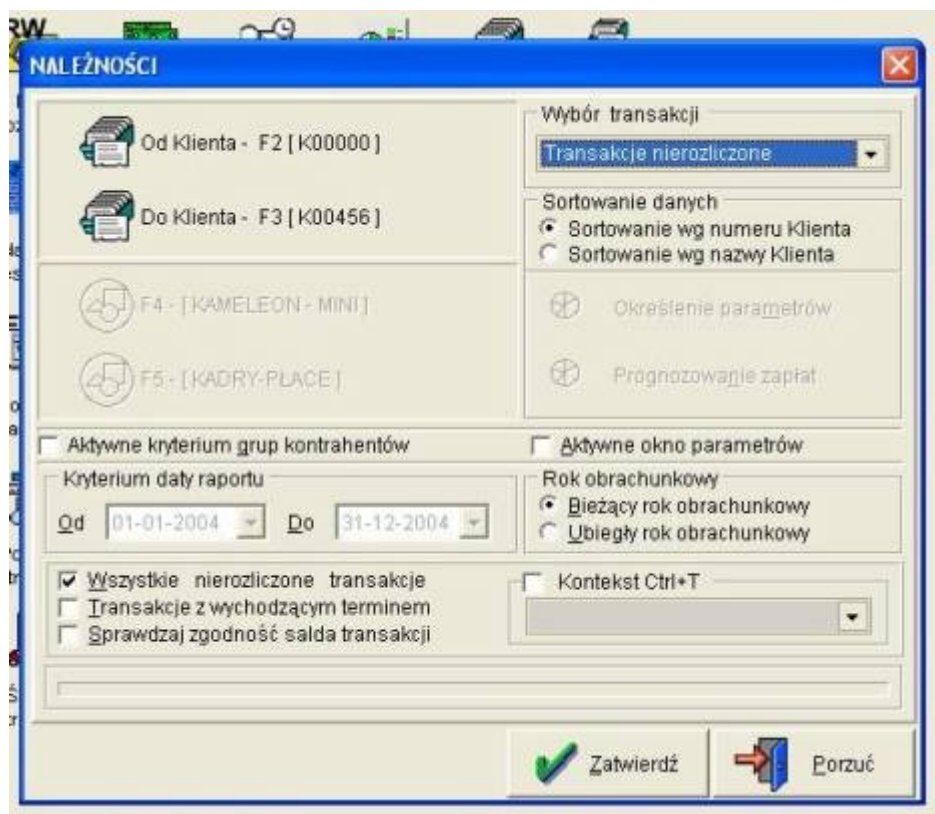 RW
NALEŻNOŚCI
Od Klienta - F2 [ K00000 ]
Do Klienta - F3 [ K00456 ]
Wybór transakcji
Transakcje nierozliczone
Sortowanie danych
Sortowanie wg numeru Klienta
Sortowanie wg nazwy Klienta
F4 - [ KAMELEON - MINI ]
F5 - [ KADRY-PŁACE ]
Określenie parametrów
Prognozowanie zapłat
Aktywne kryterium grup kontrahentów
Aktywne okno parametrów
Kryterium daty raportu
Od 01-01-2004 Do 31-12-2004
Rok obrachunkowy
Bieżący rok obrachunkowy
Ubiegły rok obrachunkowy
Wszystkie nierozliczone transakcje
Transakcje z wychodzącym terminem
Sprawdzaj zgodność salda transakcji
Kontekst Ctrl+T
Zatwierdź
Porzuć